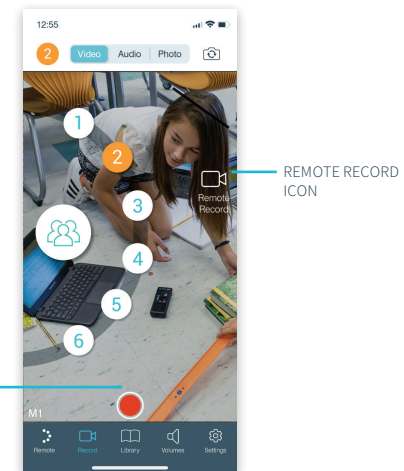 12:55
2
Video Audio Photo
1
2
3
4
5
6
Remote
Record
REMOTE RECORD
ICON
M1
Remote Record Library Volumes Settings